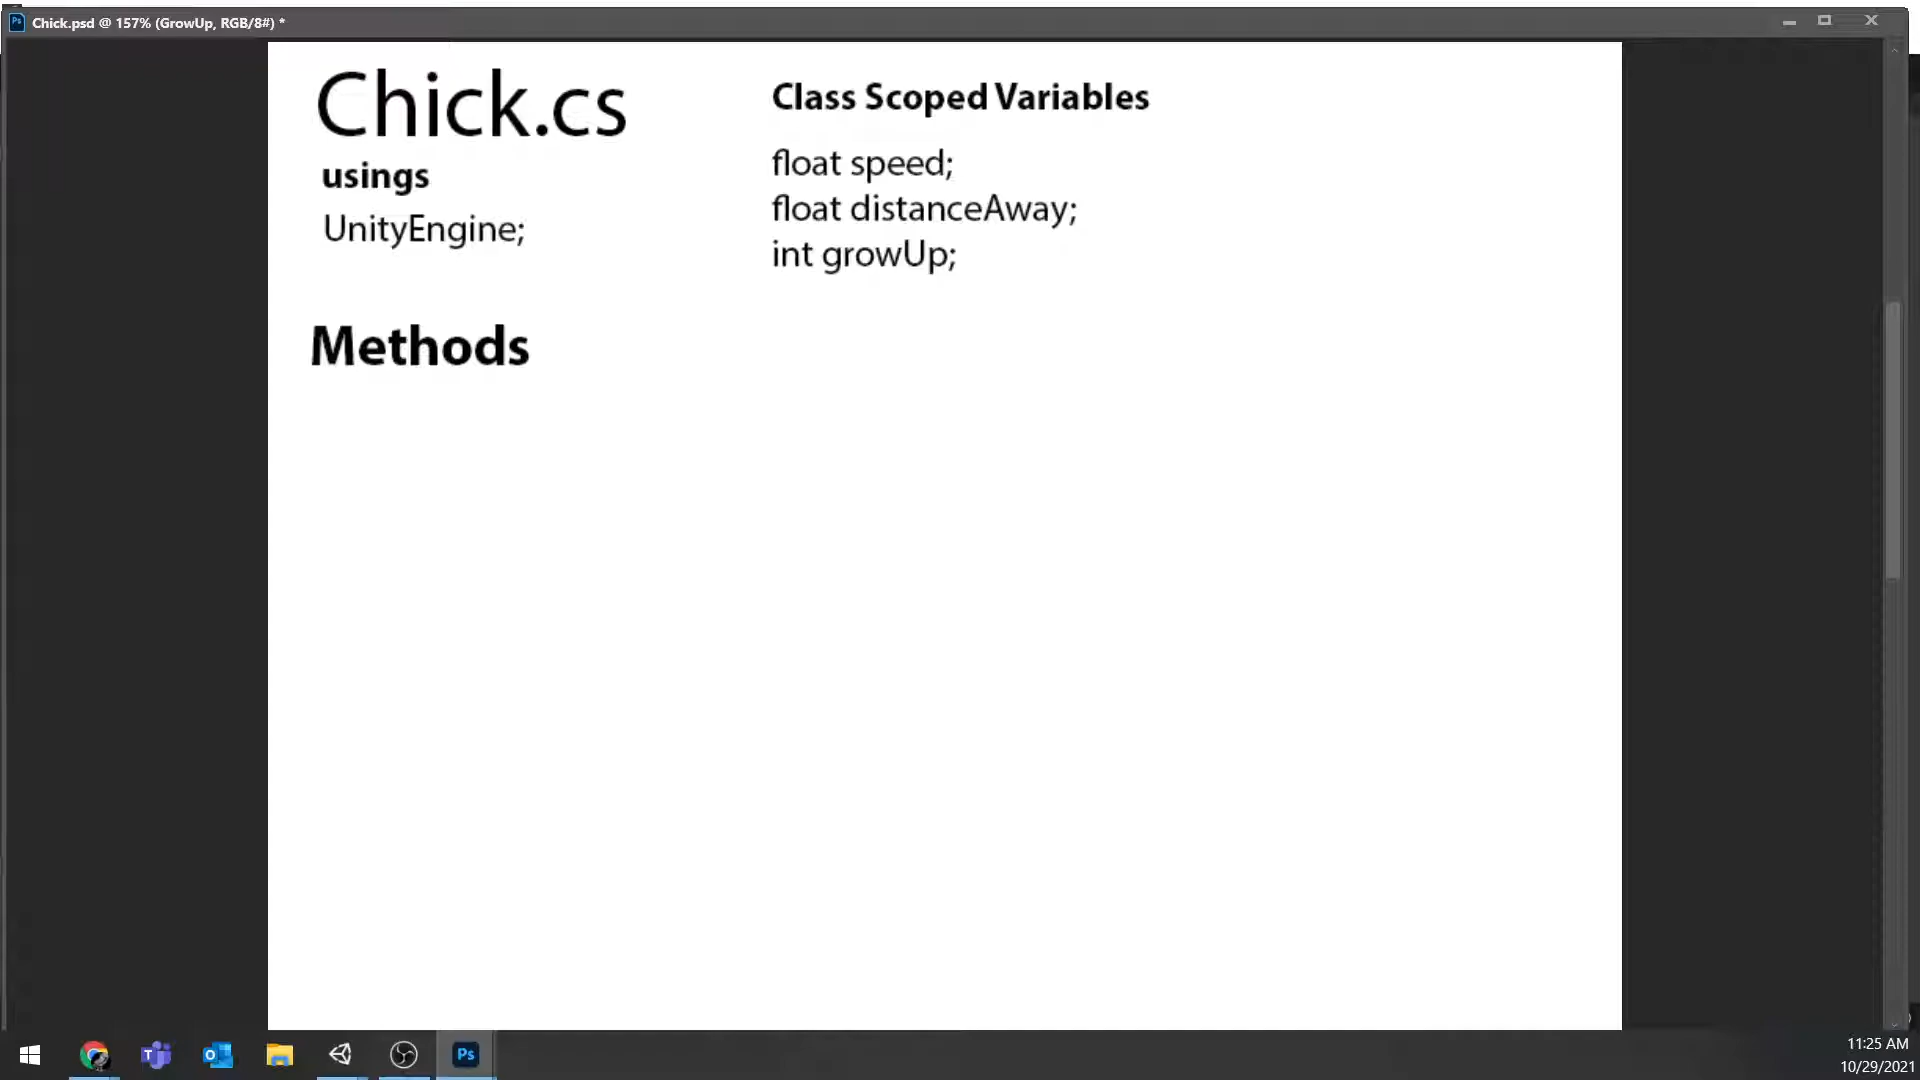 Chick.psd @ 157% (GrowUp, RGB/8#) *
Chick.cs
usings
UnityEngine;
Class Scoped Variables
float speed;
float distanceAway;
int growUp;
Methods
Ps
11:25 AM
10/29/2021